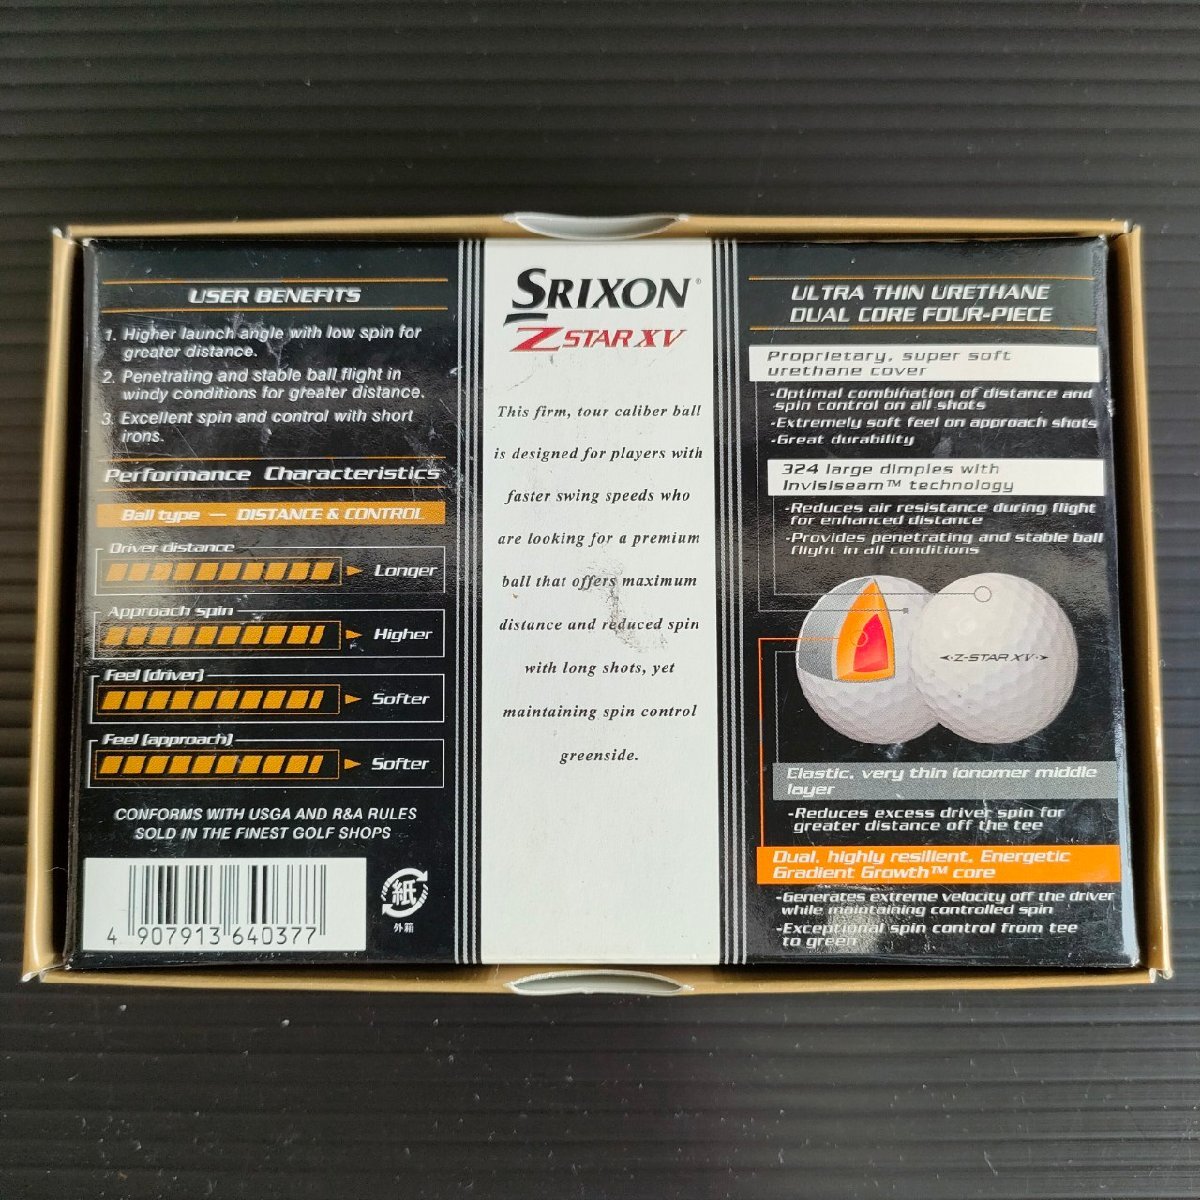 USER BENEFITS
1. Higher launch angle with low spin for
greater distance.
2. Penetrating and stable ball flight in
windy conditions for greater distance.
3. Excellent spin and control with short
irons.
Performance Characteristics
Ball type — DISTANCE & CONTROL
Driver distance
Longer
Approach spin
Higher
Feel (driver)
Softer
Feel (approach)
Softer
CONFORMS WITH USGA AND R&A RULES
SOLD IN THE FINEST GOLF SHOPS
4 907913 640377
紙
外箱
SRIXON®
Z STAR XV
This firm, tour caliber ball
is designed for players with
faster swing speeds who
are looking for a premium
ball that offers maximum
distance and reduced spin
with long shots, yet
maintaining spin control
greenside.
ULTRA THIN URETHANE
DUAL CORE FOUR-PIECE
Proprietary, super soft
urethane cover
-Optimal combination of distance and
spin control on all shots
-Extremely soft feel on approach shots
-Great durability
324 large dimples with
Invisiseam™ technology
-Reduces air resistance during flight
for enhanced distance
-Provides penetrating and stable ball
flight in all conditions
Z-STAR XV
Elastic, very thin ionomer middle
layer
-Reduces excess driver spin for
greater distance off the tee
Dual, highly resilient, Energetic
Gradient Growth™ core
-Generates extreme velocity off the driver
while maintaining controlled spin
-Exceptional spin control from tee
to green